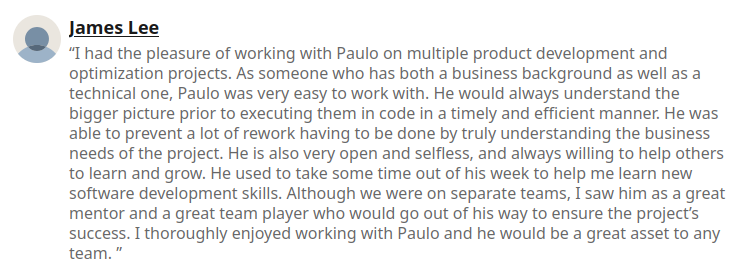 James Lee
“I had the pleasure of working with Paulo on multiple product development and
optimization projects. As someone who has both a business background as well as a
technical one, Paulo was very easy to work with. He would always understand the
bigger picture prior to executing them in code in a timely and efficient manner. He was
able to prevent a lot of rework having to be done by truly understanding the business
needs of the project. He is also very open and selfless, and always willing to help others
to learn and grow. He used to take some time out of his week to help me learn new
software development skills. Although we were on separate teams, I saw him as a great
mentor and a great team player who would go out of his way to ensure the project’s
success. I thoroughly enjoyed working with Paulo and he would be a great asset to any
team. ”